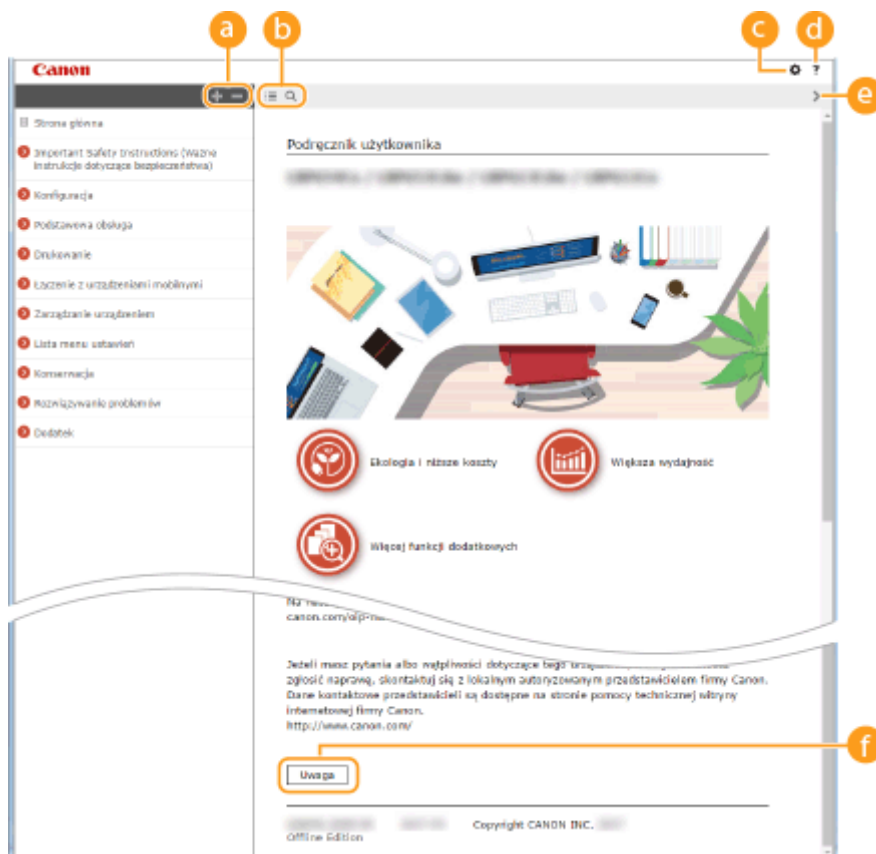 a b c d
Canon
+ - ?
e
Strona główna
Podręcznik użytkownika
Important Safety Instructions (Ważne
instrukcje dotyczące bezpieczeństwa)
Konfiguracja
Podstawowa obsługa
Drukowanie
Łączenie z urządzeniami mobilnymi
Zarządzanie urządzeniem
Lista menu ustawień
Konserwacja
Rozwiązywanie problemów
Dodatek
Ekologia i niższe koszty
Większa wydajność
Więcej funkcji dodatkowych
canon.com/oip-
Jeżeli masz pytania albo wątpliwości dotyczące tego
zgłosić naprawę, skontaktuj się z lokalnym autoryzowanym przedstawicielem firmy Canon.
Dane kontaktowe przedstawicieli są dostępne na stronie pomocy technicznej witryny
internetowej firmy Canon.
http://www.canon.com/
f
Uwaga
Copyright CANON INC.
Offline Edition